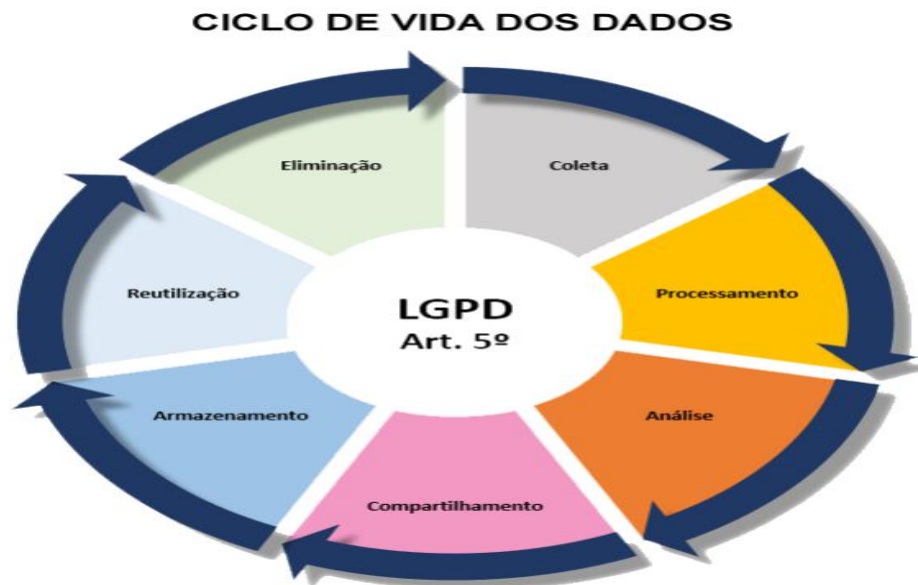 CICLO DE VIDA DOS DADOS
Eliminação
Coleta
Reutilização
LGPD
Art. 5º
Processamento
Armazenamento
Análise
Compartilhamento